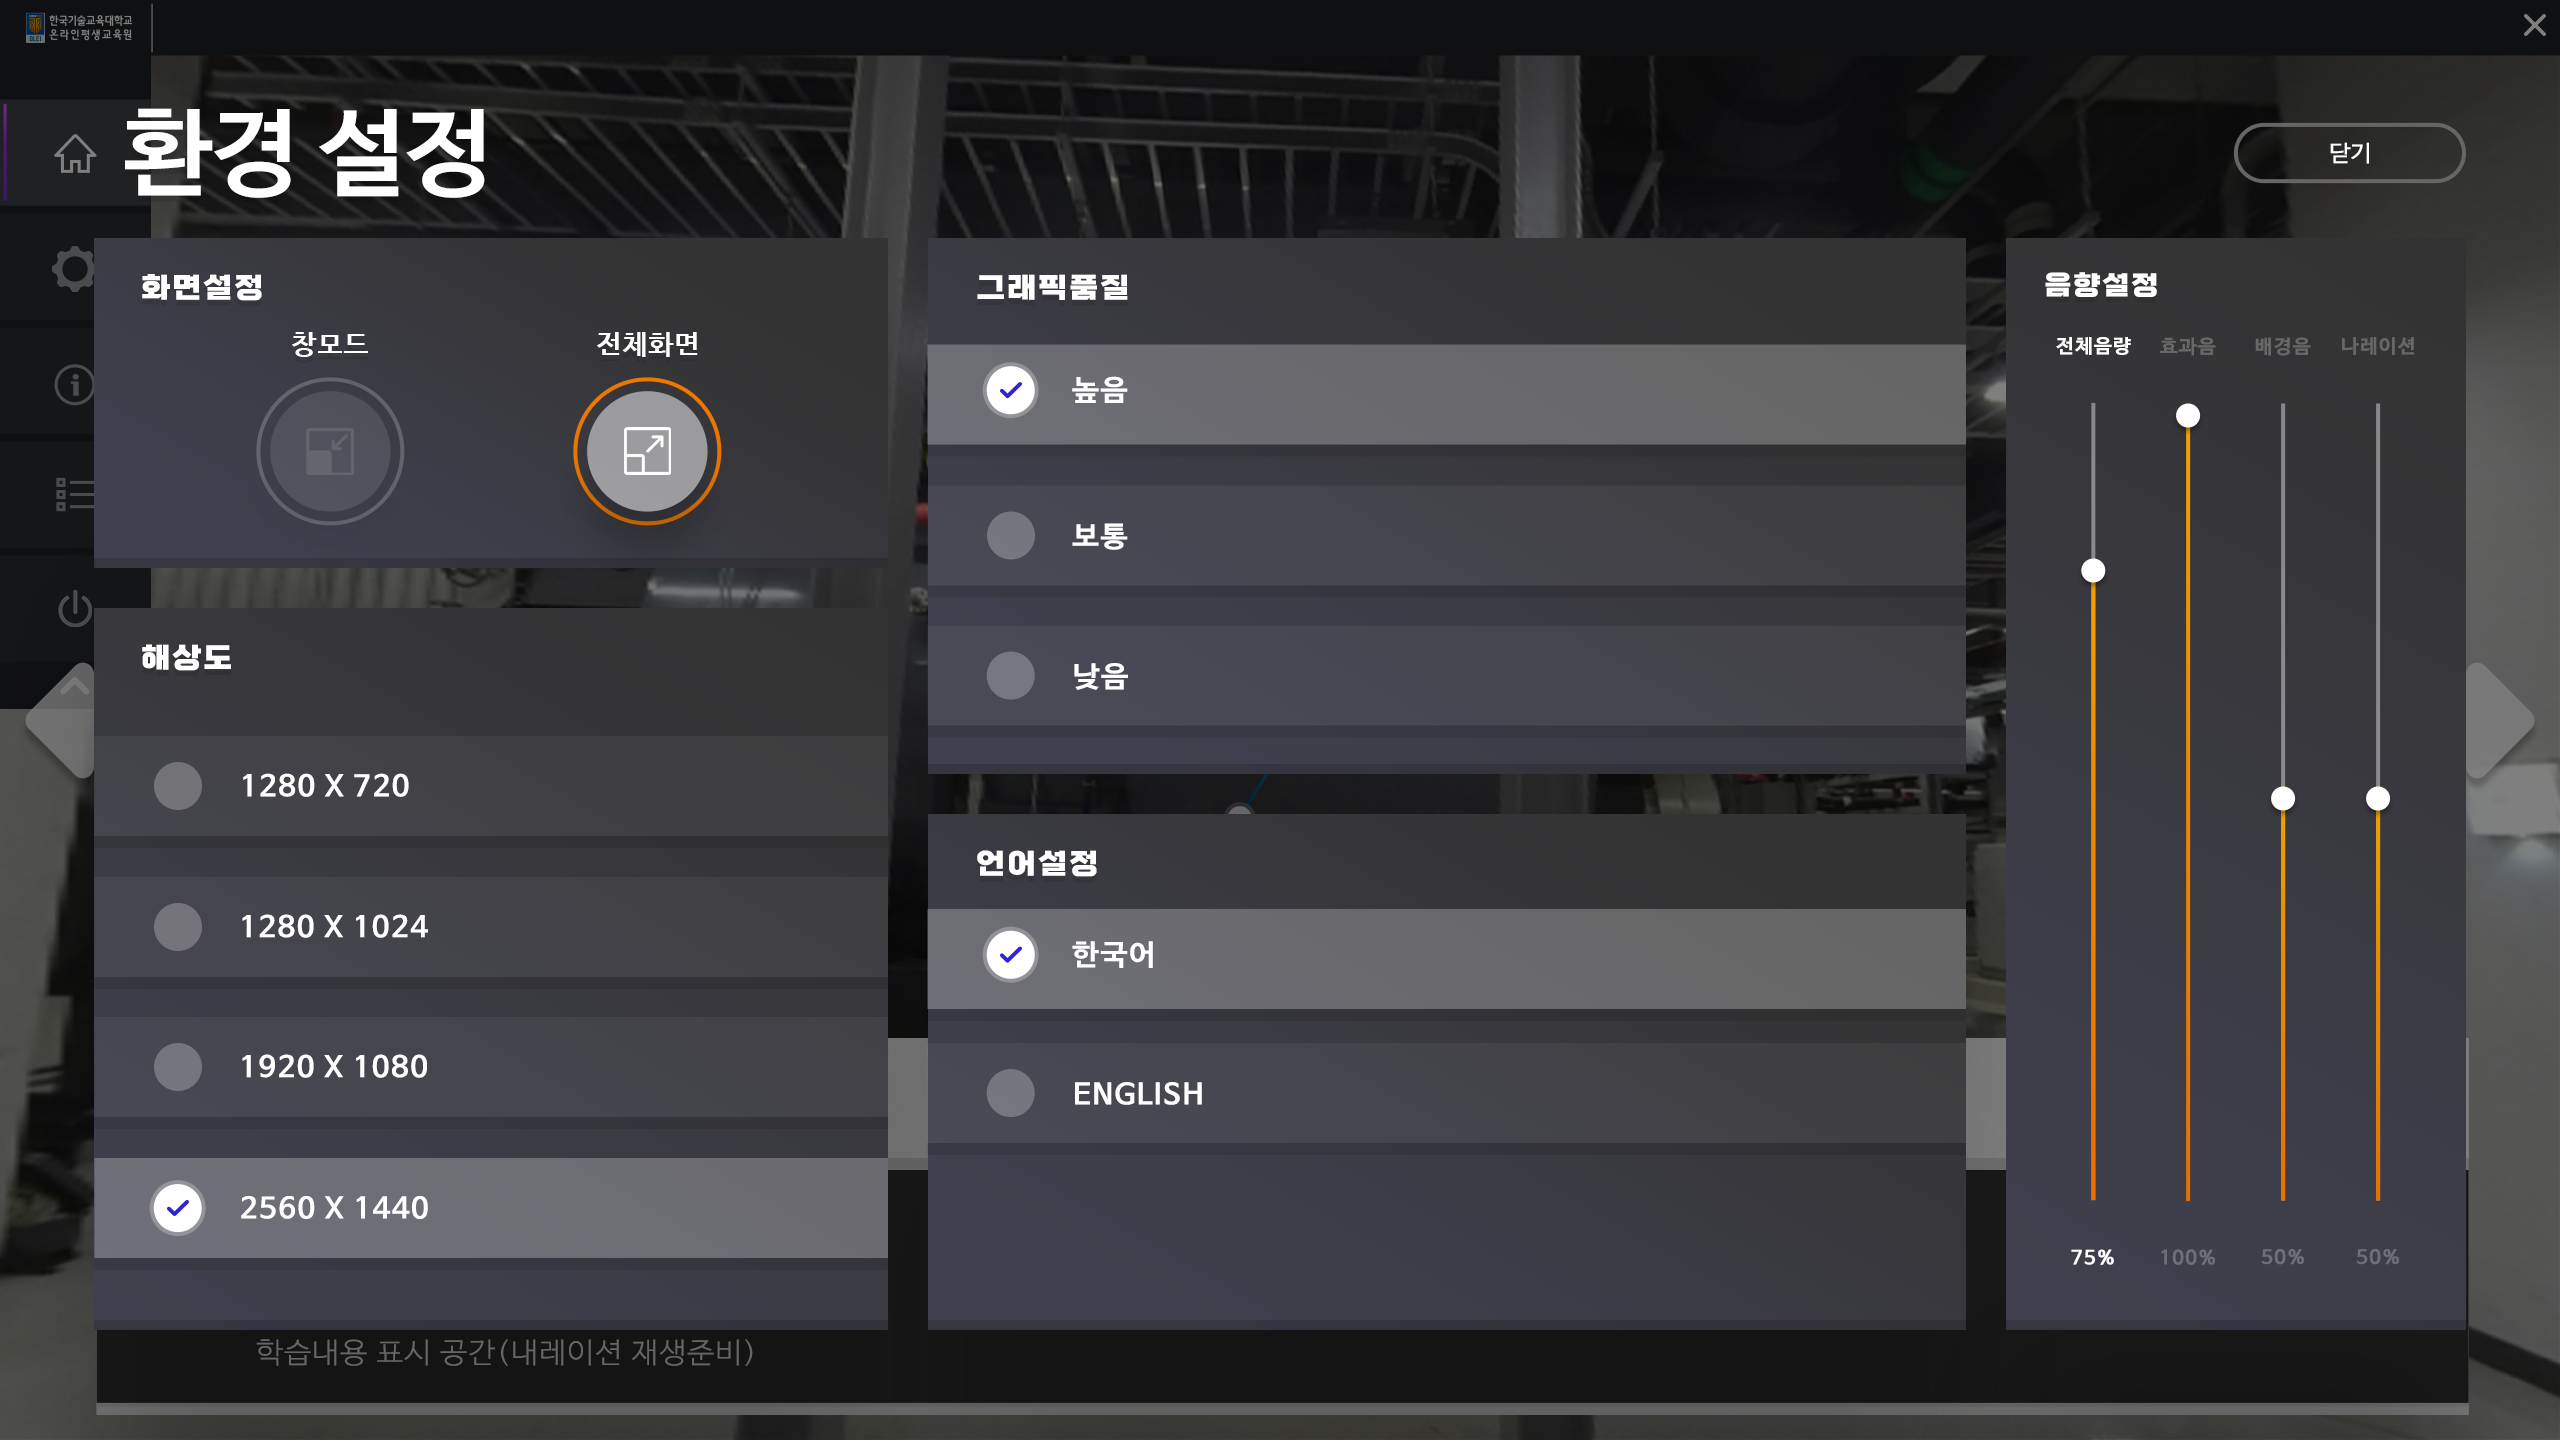 한국기술교육대학교
온라인평생교육원
환경 설정
닫기
화면설정
창모드
전체화면
해상도
1280 X 720
1280 X 1024
1920 X 1080
2560 X 1440
그래픽품질
높음
보통
낮음
언어설정
한국어
ENGLISH
음향설정
전체음량 효과음 배경음 나레이션
75% 100% 50% 50%
학습내용 표시 공간(내레이션 재생준비)